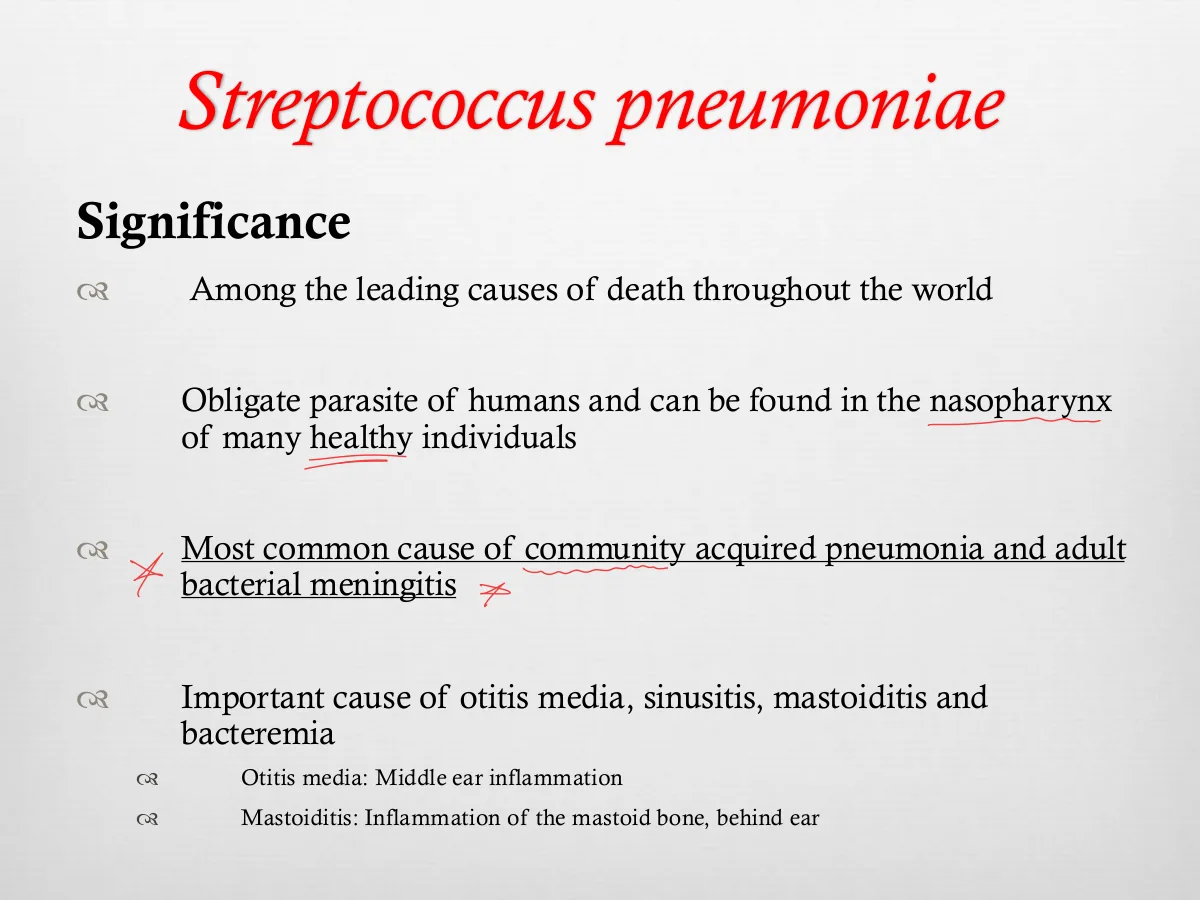 Streptococcus pneumoniae
Significance
Among the leading causes of death throughout the world
Obligate parasite of humans and can be found in the nasopharynx
of many healthy individuals
Most common cause of community acquired pneumonia and adult
bacterial meningitis
Important cause of otitis media, sinusitis, mastoiditis and
bacteremia
Otitis media: Middle ear inflammation
Mastoiditis: Inflammation of the mastoid bone, behind ear